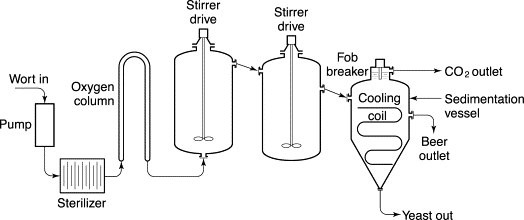 Stirrer
drive
Stirrer
drive
Wort in
Oxygen
column
Pump
Sterilizer
Fob
breaker
CO2 outlet
Cooling
coil
Sedimentation
vessel
Beer
outlet
Yeast out